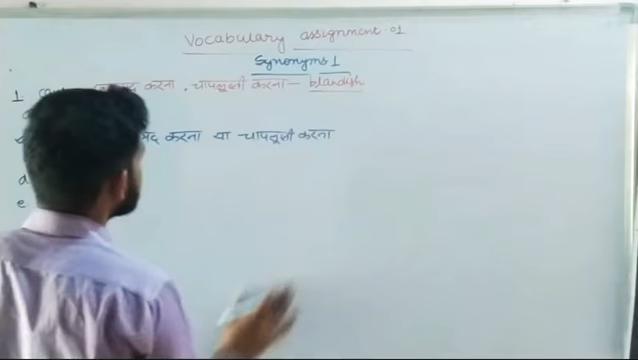 Vocabulary assignment-01
Synonyms 1
1 करना, चापलूसी करना- blandish
करना या चापलूसी करना
d
e